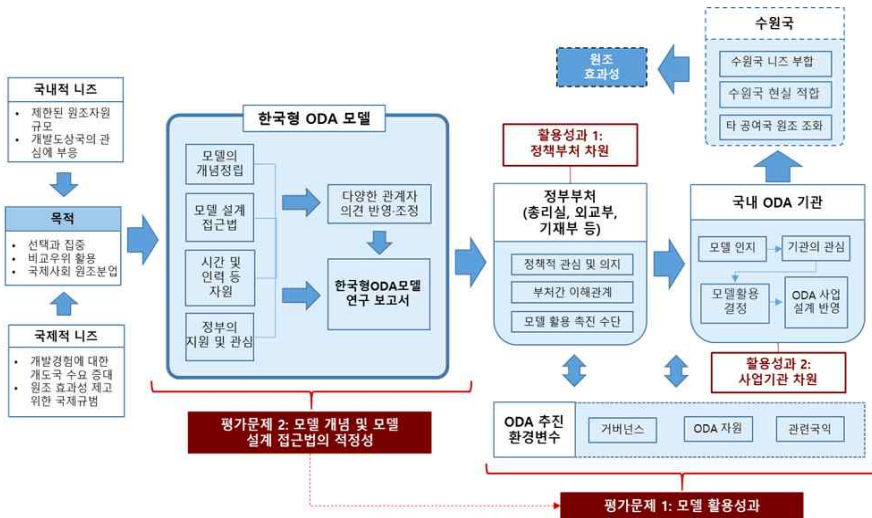 국내적 니즈
• 제한된 원조자원
규모
• 개발도상국의 관
심에 부응
목적
• 선택과 집중
• 비교우위 활용
• 국제사회 원조분업
국제적 니즈
• 개발경험에 대한
개도국 수요 증대
• 원조 효과성 제고
위한 국제규범
한국형 ODA 모델
모델의
개념정립
모델 설계
접근법
시간 및
인력 등
자원
정부의
지원 및 관심
다양한 관계자
의견 반영·조정
한국형ODA모델
연구 보고서
평가문제 2: 모델 개념 및 모델
설계 접근법의 적정성
활용성과 1:
정책부처 차원
정부부처
(총리실, 외교부,
기재부 등)
정책적 관심 및 의지
부처간 이해관계
모델 활용 촉진 수단
원조
효과성
수원국
수원국 니즈 부합
수원국 현실 적합
타 공여국 원조 조화
국내 ODA 기관
모델 인지
기관의 관심
모델활용
결정
ODA 사업
설계 반영
활용성과 2:
사업기관 차원
ODA 추진
환경변수
거버넌스
ODA 자원
관련국익
평가문제 1: 모델 활용성과